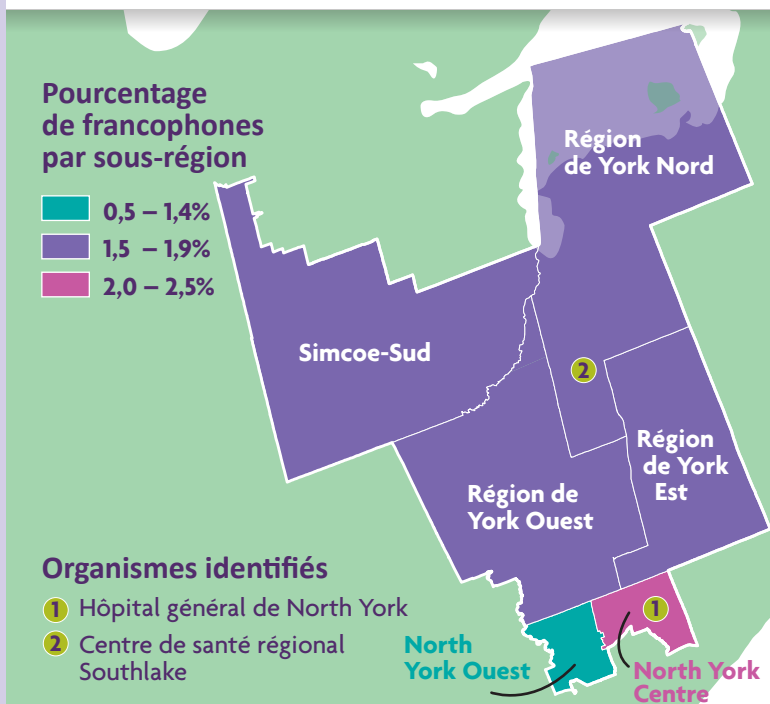 Pourcentage
de francophones
par sous-région
0,5 – 1,4%
1,5 – 1,9%
2,0 – 2,5%
Région
de York Nord
Simcoe-Sud
2
Région
de York
Est
Région de
York Ouest
Organismes identifiés
1 Hôpital général de North York
2 Centre de santé régional
Southlake
1
North
York Ouest
North York
Centre